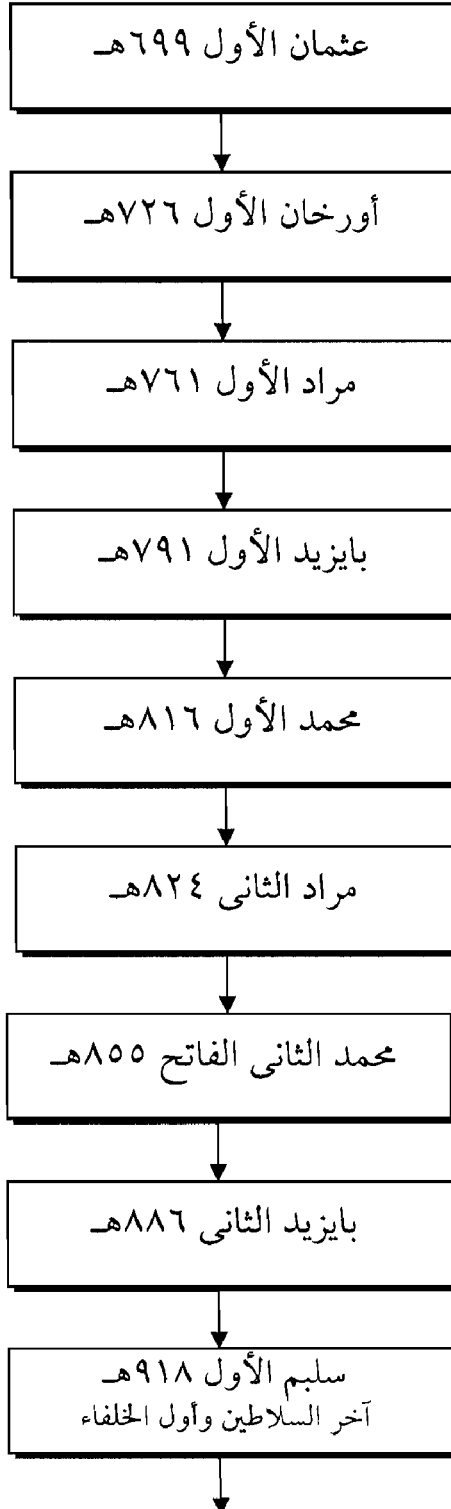 عثمان الأول ٦٩٩هـ
أورخان الأول ٧٢٦هـ
مراد الأول ٧٦١هـ
بايزيد الأول ٧٩١هـ
محمد الأول ٨١٦هـ
مراد الثانى ٨٢٤هـ
محمد الثانى الفاتح ٨٥٥هـ
بايزيد الثانى ٨٨٦هـ
سليم الأول ٩١٨هـ
آخر السلاطين وأول الخلفاء